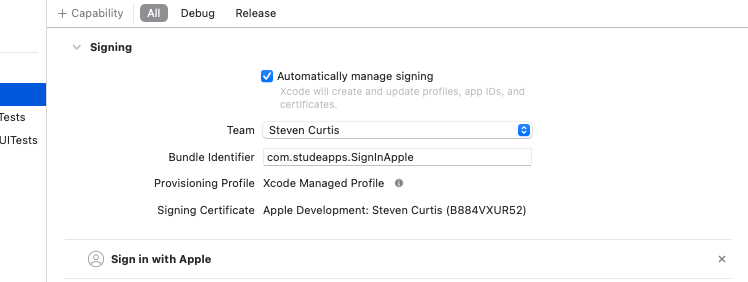 + Capability All Debug Release
Signing
Automatically manage signing
Xcode will create and update profiles, app IDs, and
certificates.
Tests
Team Steven Curtis
UITests
Bundle Identifier com.studeapps.SignInApple
Provisioning Profile Xcode Managed Profile
Signing Certificate Apple Development: Steven Curtis (B884VXUR52)
Sign in with Apple